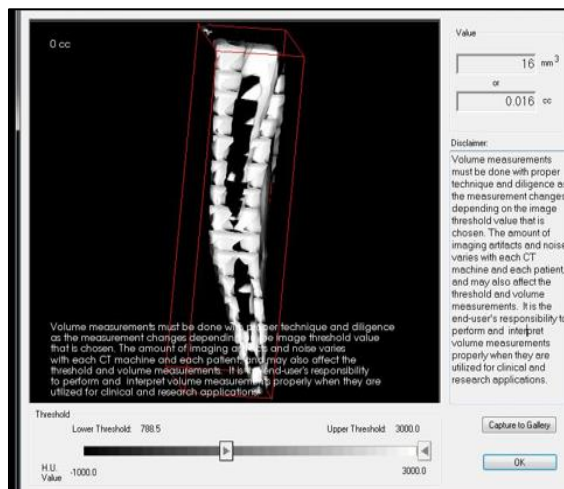 0 cc
Volume measurements must be done with proper technique and diligence
as the measurement changes depending on the image threshold value
that is chosen. The amount of imaging artifacts and noise varies
with each CT machine and each patient, and may also affect the
threshold and volume measurements. It is the end-user's responsibility
to perform and interpret volume measurements properly when they are
utilized for clinical and research applications.
Value
16 mm3
or
0.016 cc
Disclaimer:
Volume measurements
must be done with proper
technique and diligence as
the measurement changes
depending on the image
threshold value that is
chosen. The amount of
imaging artifacts and noise
varies with each CT
machine and each patient,
and may also affect the
threshold and volume
measurements. It is the
end-user's responsibility to
perform and interpret
volume measurements
properly when they are
utilized for clinical and
research applications.
Threshold
Lower Threshold: 788.5 Upper Threshold: 3000.0
H.U.
Value
-1000.0 3000.0
Capture to Gallery
OK